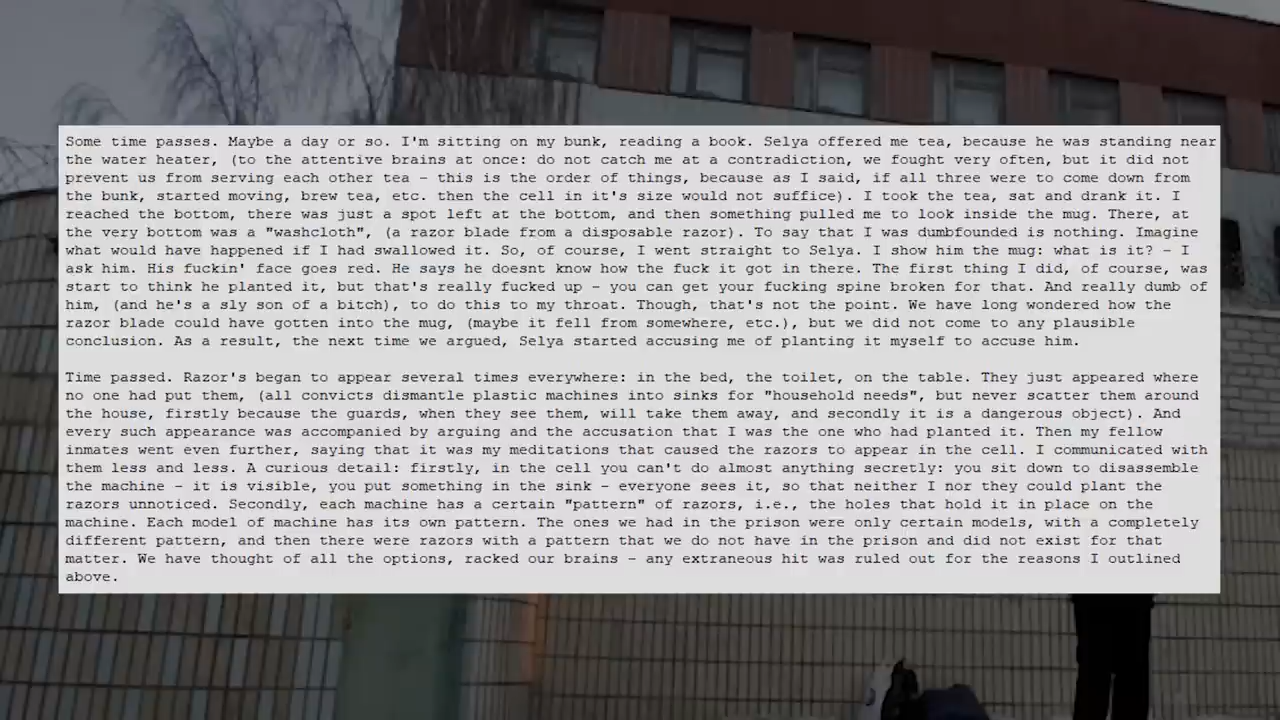 Some time passes. Maybe a day or so. I'm sitting on my bunk, reading a book. Selya offered me tea, because he was standing near
the water heater, (to the attentive brains at once: do not catch me at a contradiction, we fought very often, but it did not
prevent us from serving each other tea - this is the order of things, because as I said, if all three were to come down from
the bunk, started moving, brew tea, etc. then the cell in it's size would not suffice). I took the tea, sat and drank it. I
reached the bottom, there was just a spot left at the bottom, and then something pulled me to look inside the mug. There, at
the very bottom was a "washcloth", (a razor blade from a disposable razor). To say that I was dumbfounded is nothing. Imagine
what would have happened if I had swallowed it. So, of course, I went straight to Selya. I show him the mug: what is it? - I
ask him. His fuckin' face goes red. He says he doesnt know how the fuck it got in there. The first thing I did, of course, was
start to think he planted it, but that's really fucked up - you can get your fucking spine broken for that. And really dumb of
him, (and he's a sly son of a bitch), to do this to my throat. Though, that's not the point. We have long wondered how the
razor blade could have gotten into the mug, (maybe it fell from somewhere, etc.), but we did not come to any plausible
conclusion. As a result, the next time we argued, Selya started accusing me of planting it myself to accuse him.
Time passed. Razor's began to appear several times everywhere: in the bed, the toilet, on the table. They just appeared where
no one had put them, (all convicts dismantle plastic machines into sinks for "household needs", but never scatter them around
the house, firstly because the guards, when they see them, will take them away, and secondly it is a dangerous object). And
every such appearance was accompanied by arguing and the accusation that I was the one who had planted it. Then my fellow
inmates went even further, saying that it was my meditations that caused the razors to appear in the cell. I communicated with
them less and less. A curious detail: firstly, in the cell you can't do almost anything secretly: you sit down to disassemble
the machine - it is visible, you put something in the sink - everyone sees it, so that neither I nor they could plant the
razors unnoticed. Secondly, each machine has a certain "pattern" of razors, i.e., the holes that hold it in place on the
machine. Each model of machine has its own pattern. The ones we had in the prison were only certain models, with a completely
different pattern, and then there were razors with a pattern that we do not have in the prison and did not exist for that
matter. We have thought of all the options, racked our brains - any extraneous hit was ruled out for the reasons I outlined
above.